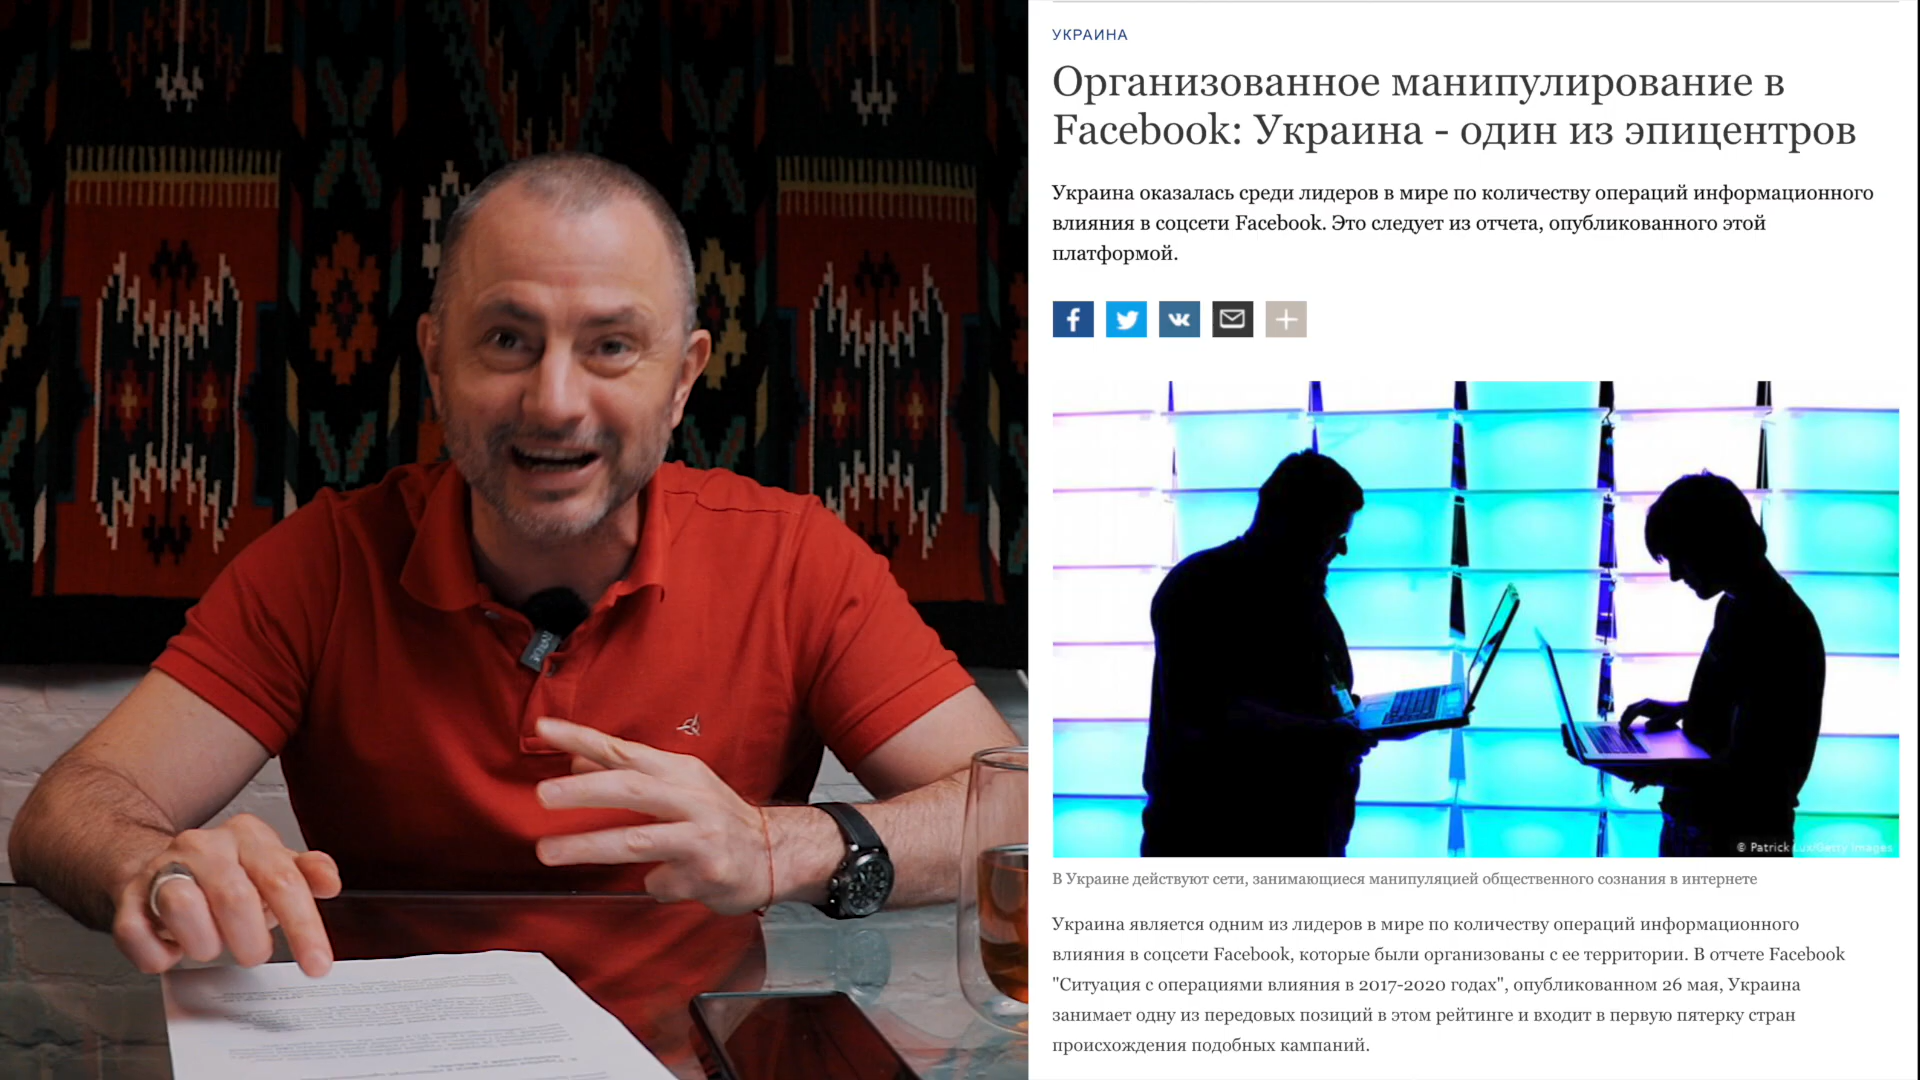 УКРАИНА
Организованное манипулирование в
Facebook: Украина - один из эпицентров
Украина оказалась среди лидеров в мире по количеству операций информационного
влияния в соцсети Facebook. Это следует из отчета, опубликованного этой
платформой.
© Patrick Lux/Getty Images
В Украине действуют сети, занимающиеся манипуляцией общественного сознания в интернете
Украина является одним из лидеров в мире по количеству операций информационного
влияния в соцсети Facebook, которые были организованы с ее территории. В отчете Facebook
"Ситуация с операциями влияния в 2017-2020 годах", опубликованном 26 мая, Украина
занимает одну из передовых позиций в этом рейтинге и входит в первую пятерку стран
происхождения подобных кампаний.